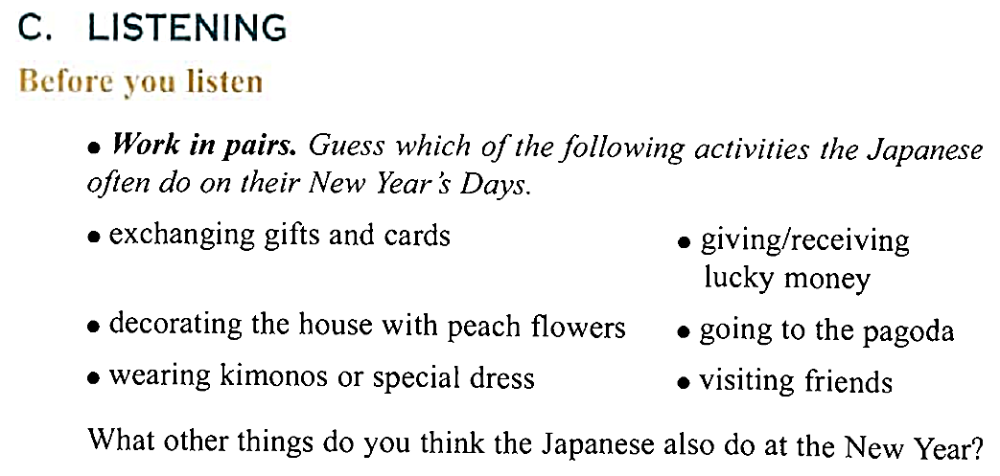 C. LISTENING
Before you listen
• Work in pairs. Guess which of the following activities the Japanese
often do on their New Year's Days.
• exchanging gifts and cards
• giving/receiving
lucky money
• decorating the house with peach flowers
• going to the pagoda
• wearing kimonos or special dress
• visiting friends
What other things do you think the Japanese also do at the New Year?